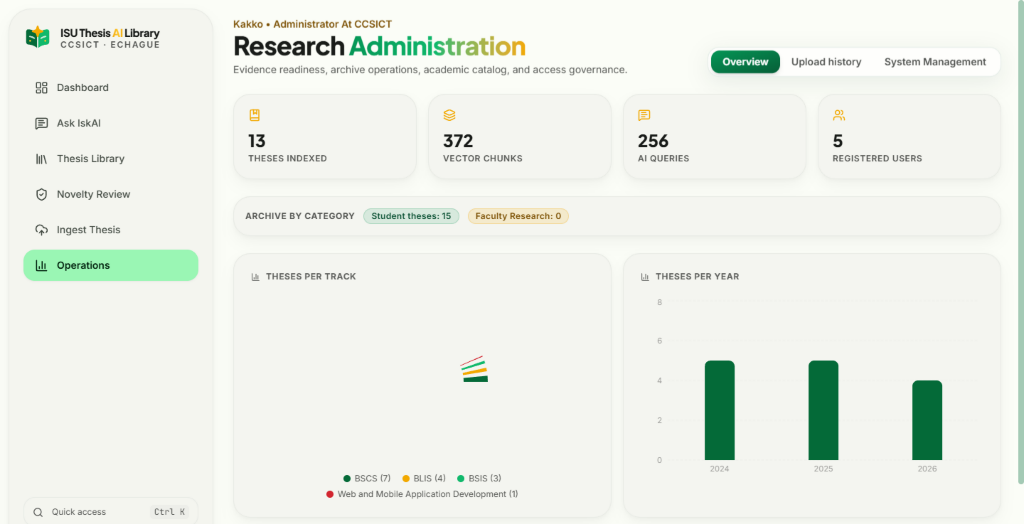 ISU Thesis AI Library
CCSICT · ECHAGUE
Dashboard
Ask IskAI
Thesis Library
Novelty Review
Ingest Thesis
Operations
Quick access
Ctrl K
Kakko • Administrator At CCSICT
Research Administration
Evidence readiness, archive operations, academic catalog, and access governance.
Overview
Upload history
System Management
13
THESES INDEXED
372
VECTOR CHUNKS
256
AI QUERIES
5
REGISTERED USERS
ARCHIVE BY CATEGORY
Student theses: 15
Faculty Research: 0
THESES PER TRACK
BSCS (7)
BLIS (4)
BSIS (3)
Web and Mobile Application Development (1)
THESES PER YEAR
8
6
4
2
0
2024
2025
2026